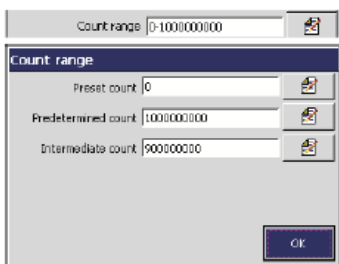 Count range 0-1000000000
Count range
Preset count 0
Predetermined count 1000000000
Intermediate count 900000000
OK